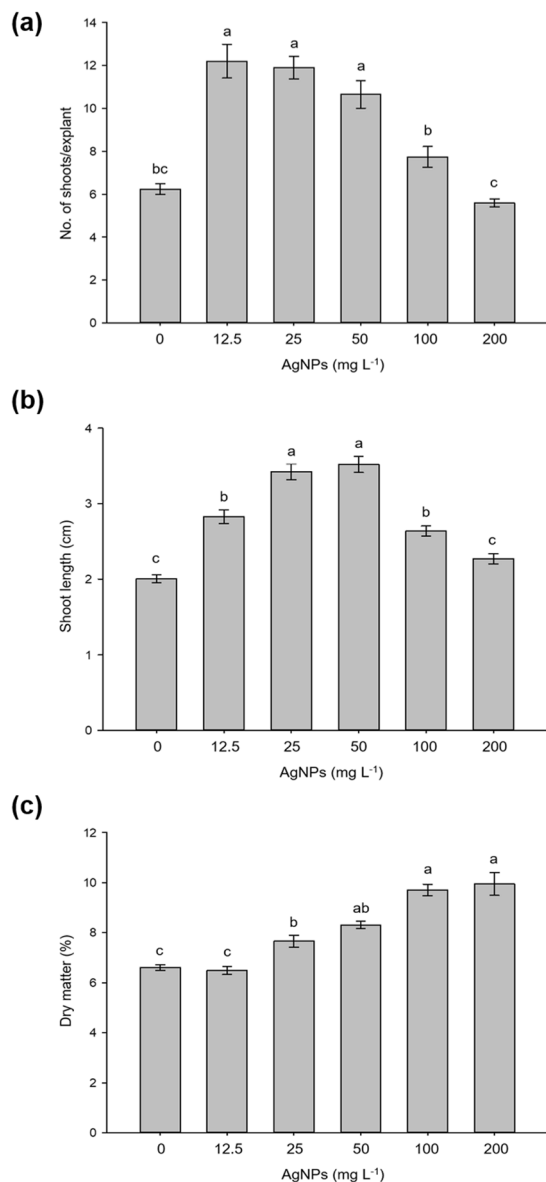 (a)
14
12
10
8
6
4
2
0
No. of shoots/explant
bc
a
a
a
b
c
0 12.5 25 50 100 200
AgNPs (mg L⁻¹)
(b)
4
3
2
1
0
Shoot length (cm)
c
b
a
a
b
c
0 12.5 25 50 100 200
AgNPs (mg L⁻¹)
(c)
12
10
8
6
4
2
0
Dry matter (%)
c
c
b
ab
a
a
0 12.5 25 50 100 200
AgNPs (mg L⁻¹)